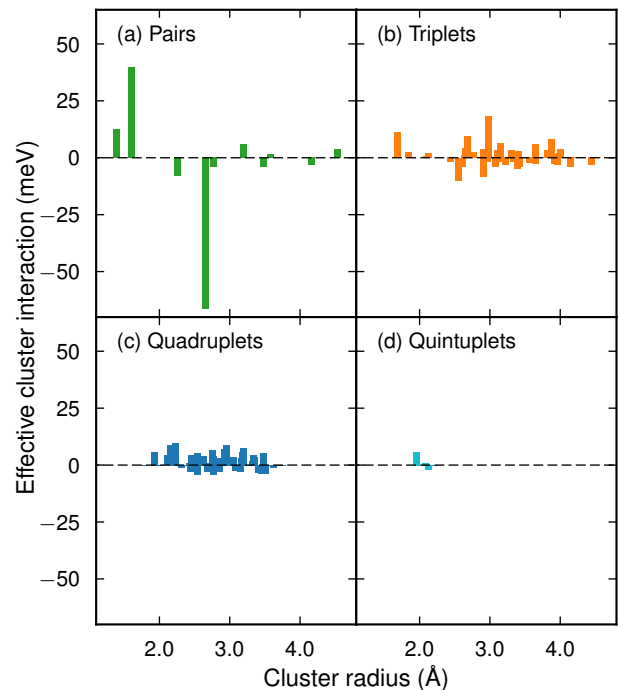 (a) Pairs
(b) Triplets
50
25
0
−25
−50
(c) Quadruplets
(d) Quintuplets
50
25
0
−25
−50
2.0 3.0 4.0
2.0 3.0 4.0
Effective cluster interaction (meV)
Cluster radius (Å)